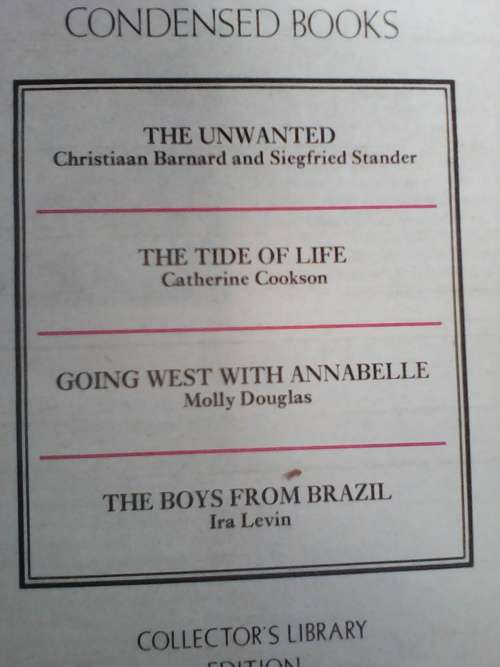 CONDENSED BOOKS
THE UNWANTED
Christiaan Barnard and Siegfried Stander
THE TIDE OF LIFE
Catherine Cookson
GOING WEST WITH ANNABELLE
Molly Douglas
THE BOYS FROM BRAZIL
Ira Levin
COLLECTOR'S LIBRARY
EDITION